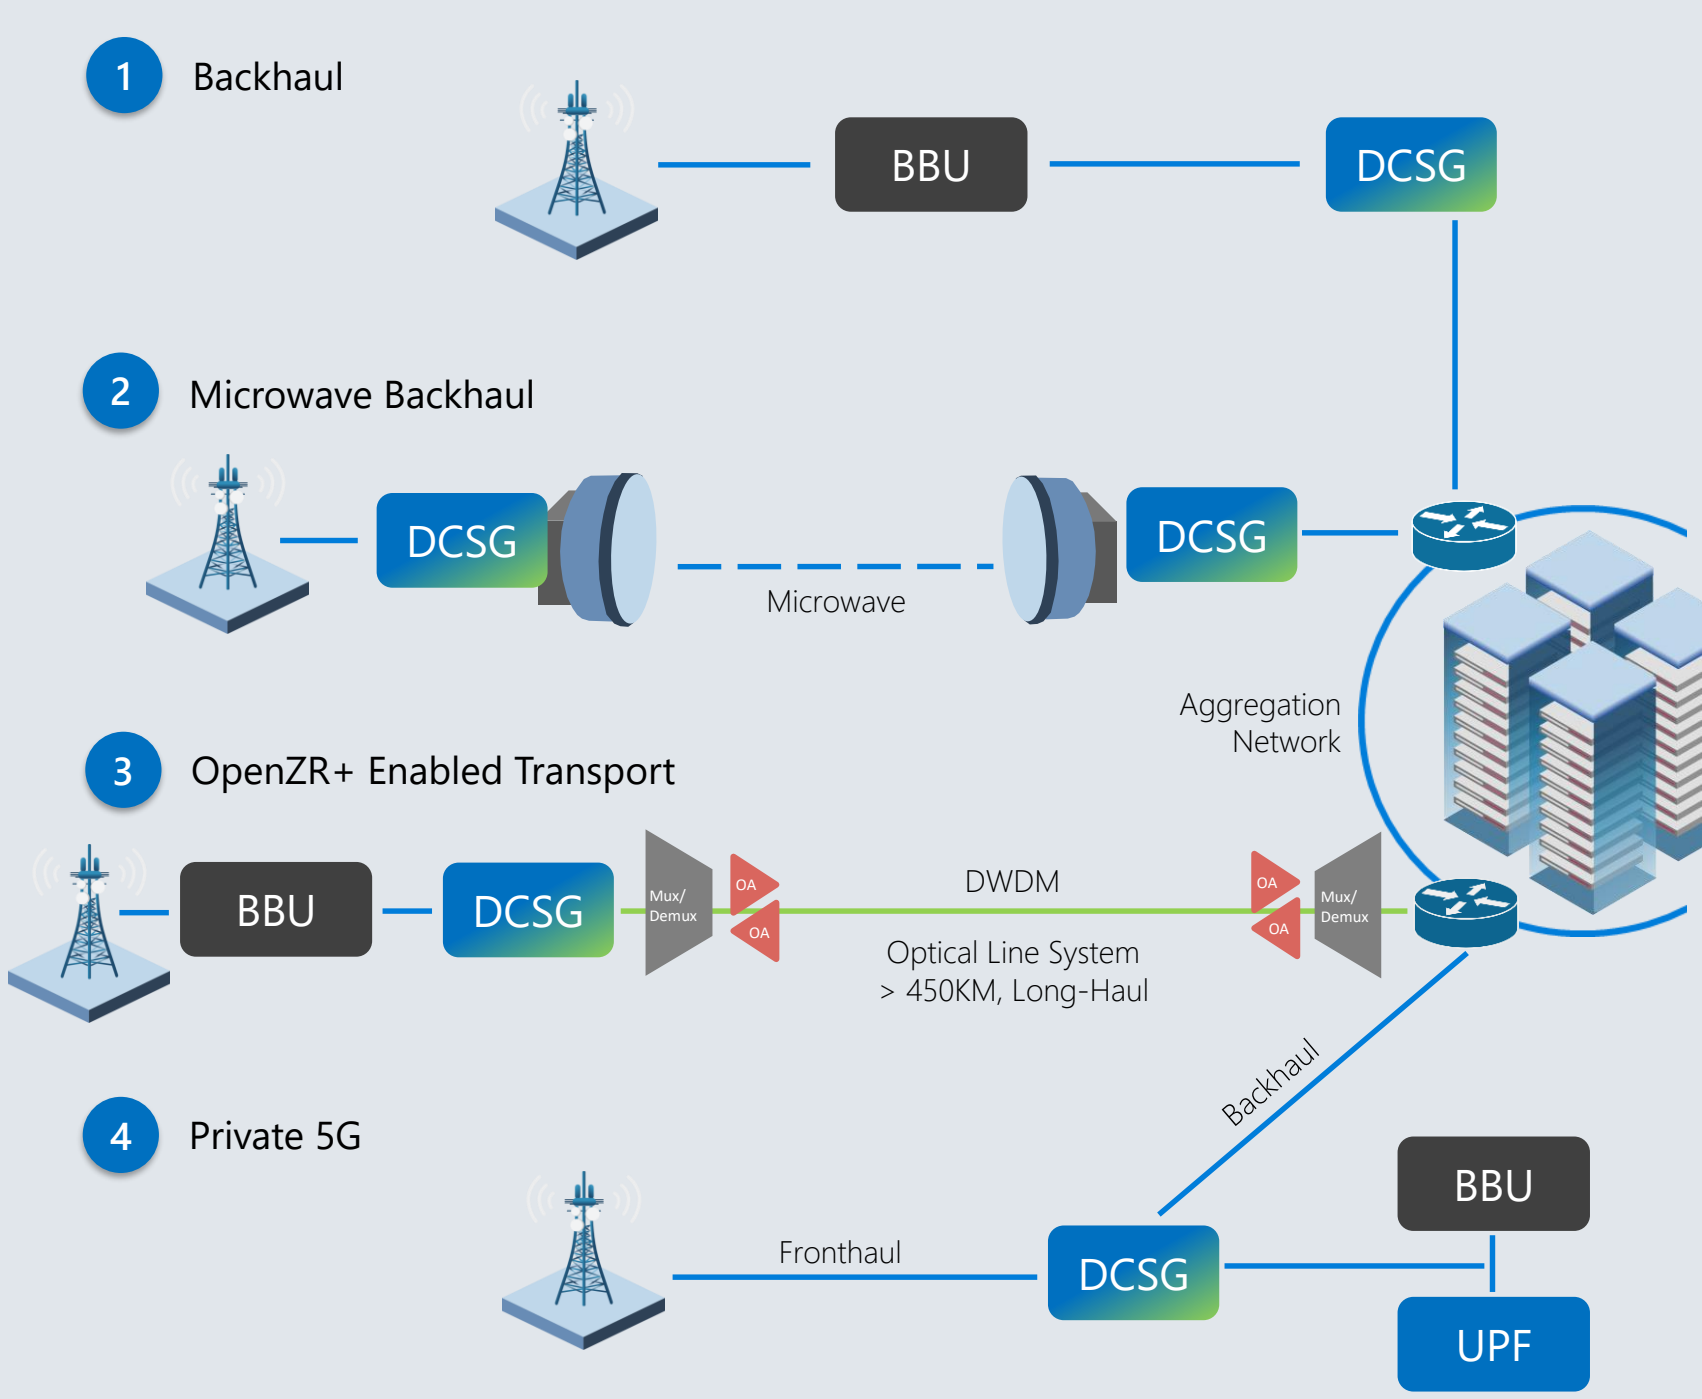 1 Backhaul
BBU
DCSG
2 Microwave Backhaul
DCSG
DCSG
Microwave
Aggregation
Network
3 OpenZR+ Enabled Transport
BBU
DCSG
Mux/
Demux
OA
OA
DWDM
Optical Line System
> 450KM, Long-Haul
OA
OA
Mux/
Demux
Backhaul
4 Private 5G
Fronthaul
DCSG
BBU
UPF